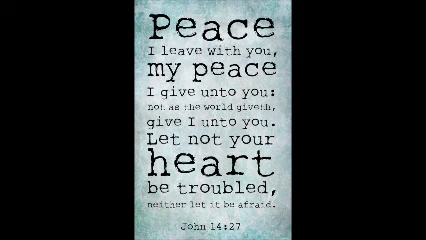 Peace
I leave with you,
my peace
I give unto you:
not as the world giveth,
give I unto you.
Let not your
heart
be troubled,
neither let it be afraid.
John 14:27